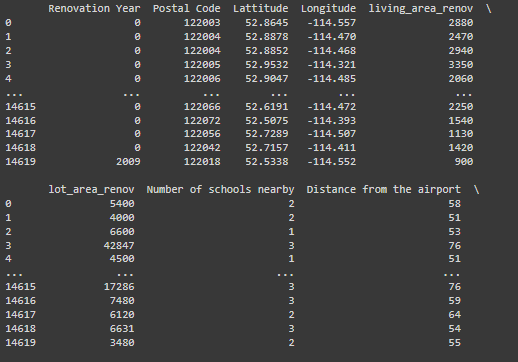 Renovation Year Postal Code Lattitude Longitude living_area_renov \
0 0 122003 52.8645 -114.557 2880
1 0 122004 52.8878 -114.470 2470
2 0 122004 52.8852 -114.468 2940
3 0 122005 52.9532 -114.321 3350
4 0 122006 52.9047 -114.485 2060
... ... ... ... ... ...
14615 0 122066 52.6191 -114.472 2250
14616 0 122072 52.5075 -114.393 1540
14617 0 122056 52.7289 -114.507 1130
14618 0 122042 52.7157 -114.411 1420
14619 2009 122018 52.5338 -114.552 900
lot_area_renov Number of schools nearby Distance from the airport \
0 5400 2 58
1 4000 2 51
2 6600 1 53
3 42847 3 76
4 4500 1 51
... ... ... ...
14615 17286 3 76
14616 7480 3 59
14617 6120 2 64
14618 6631 3 54
14619 3480 2 55